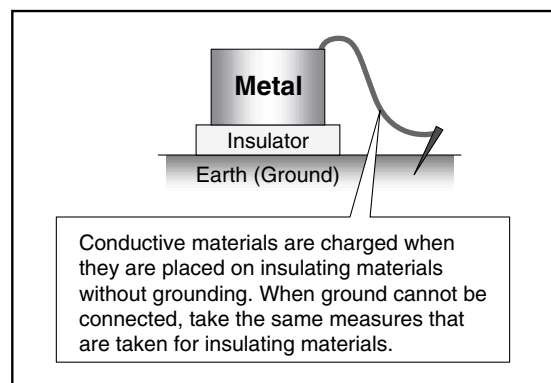 Metal
Insulator
Earth (Ground)
Conductive materials are charged when
they are placed on insulating materials
without grounding. When ground cannot be
connected, take the same measures that
are taken for insulating materials.